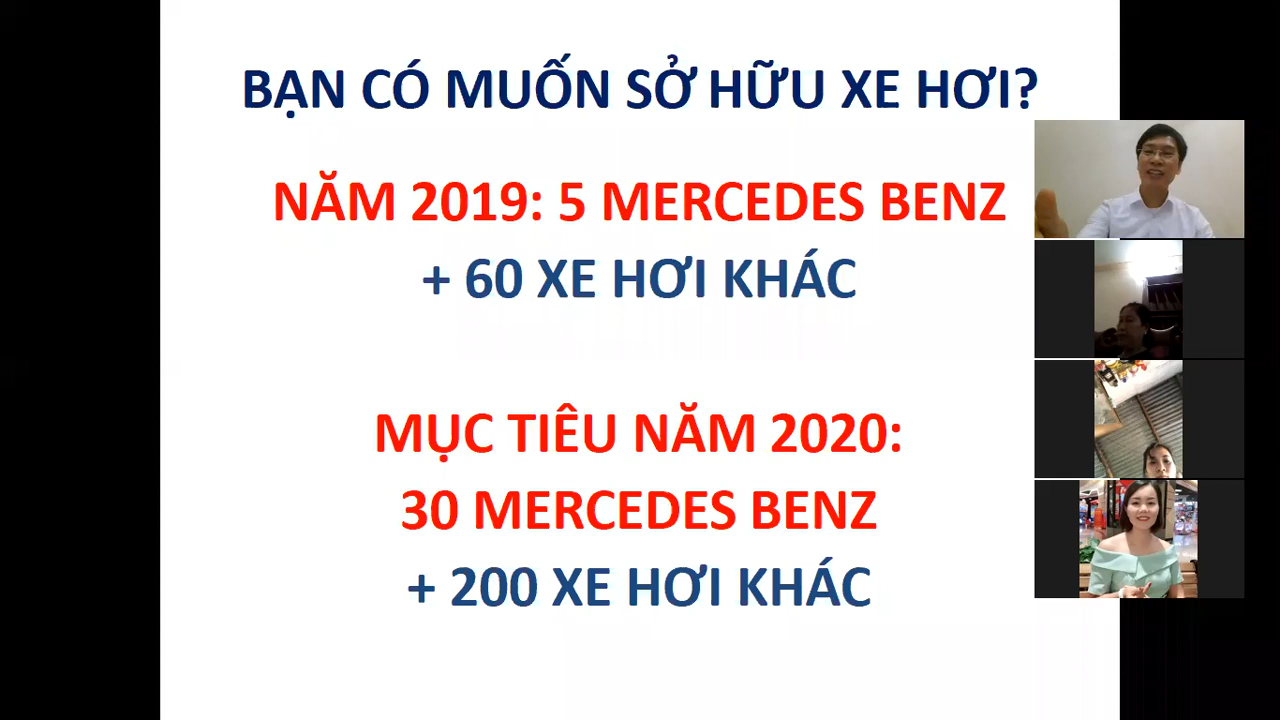 BẠN CÓ MUỐN SỞ HỮU XE HƠI?
NĂM 2019: 5 MERCEDES BENZ
+ 60 XE HƠI KHÁC
MỤC TIÊU NĂM 2020:
30 MERCEDES BENZ
+ 200 XE HƠI KHÁC